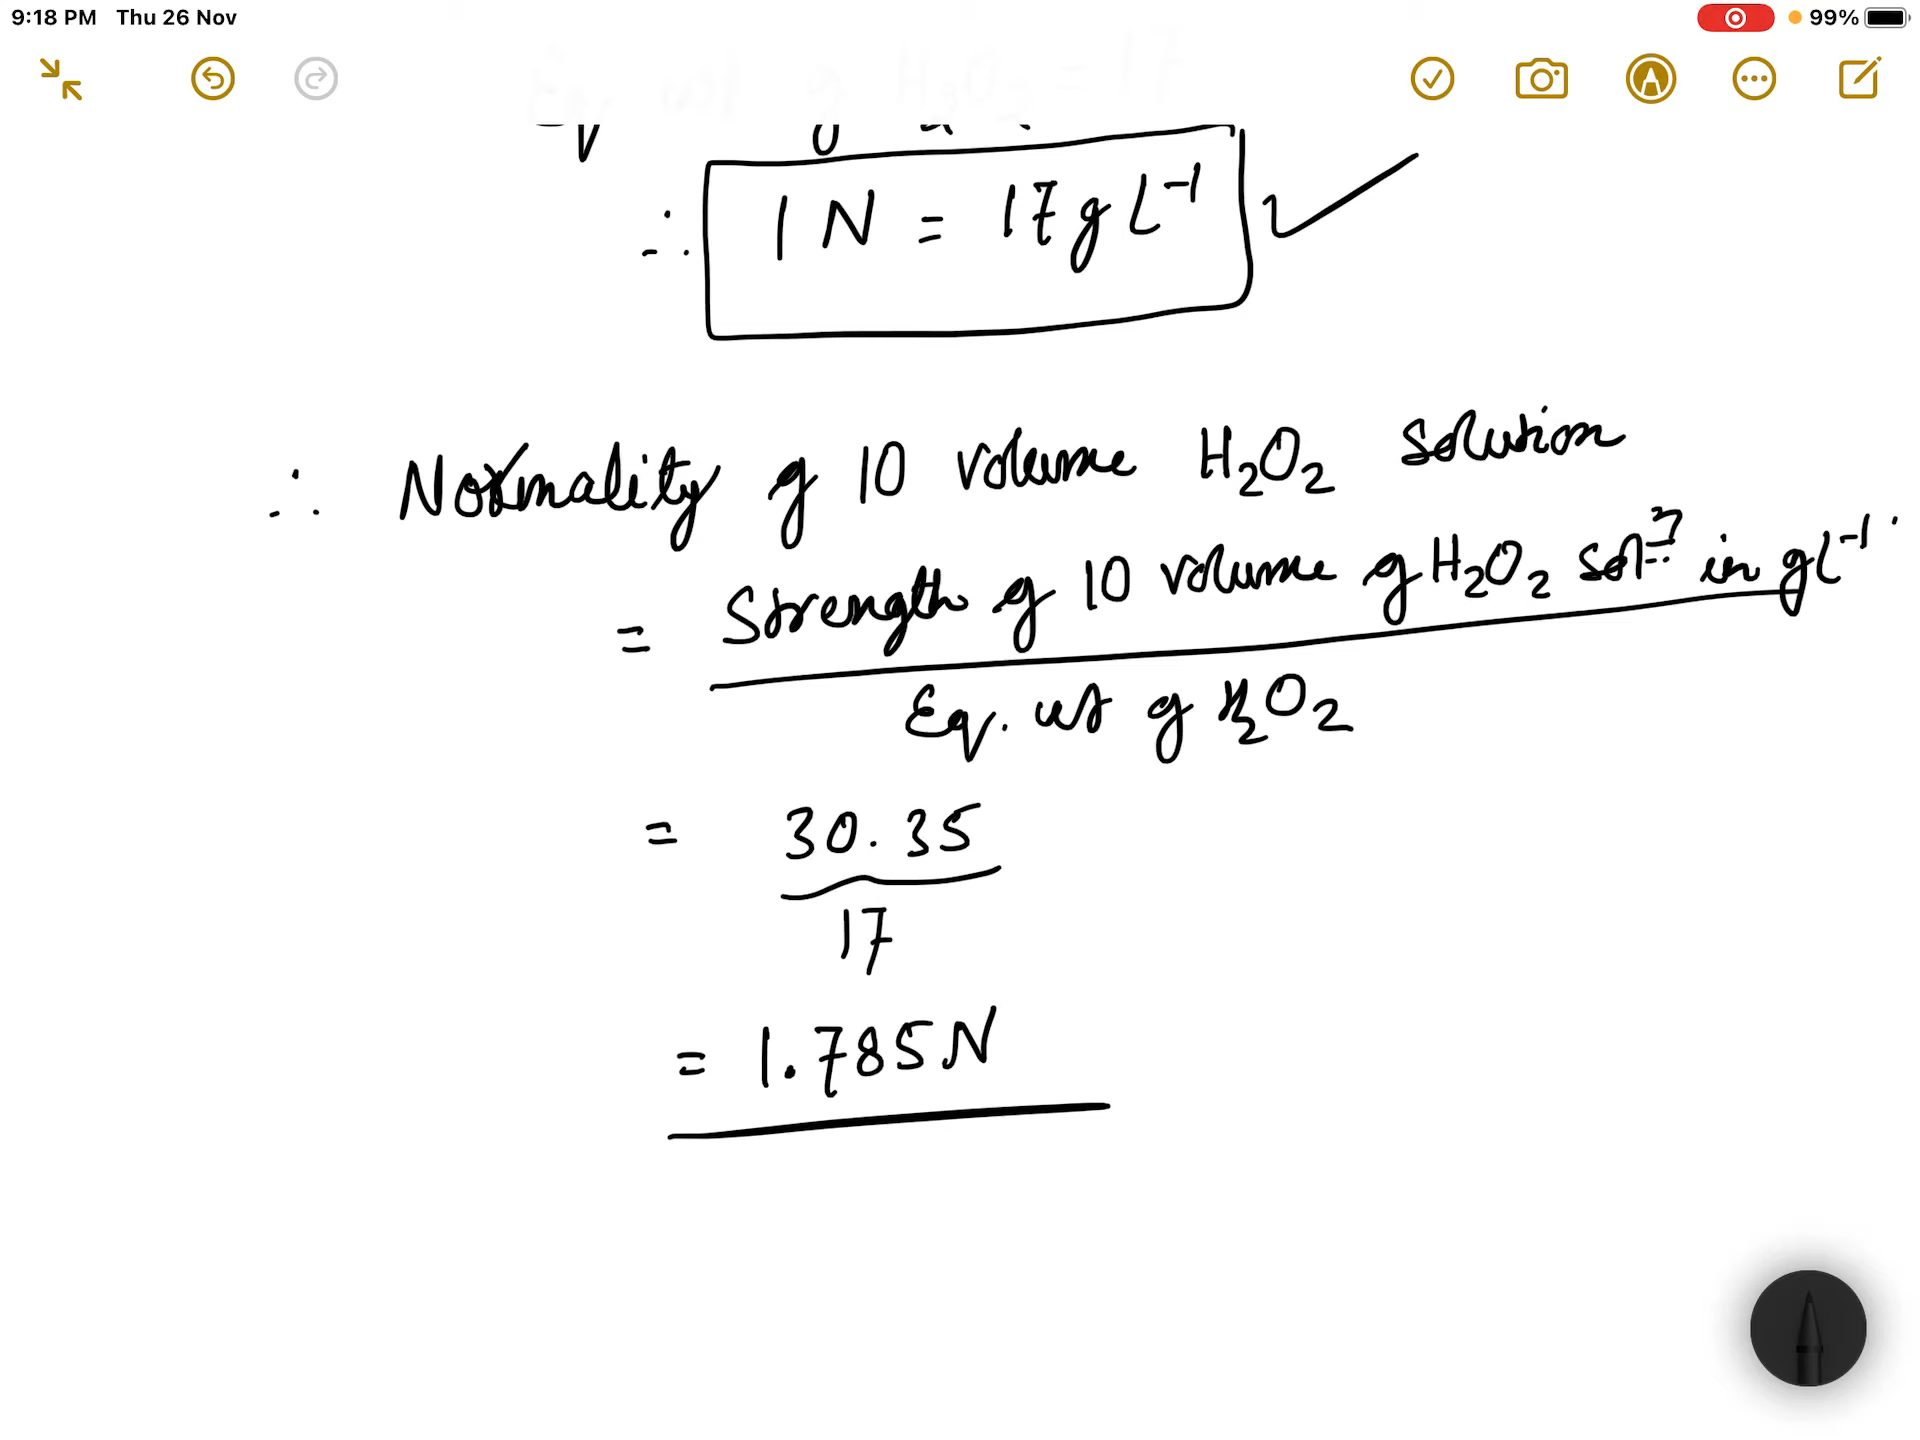 9:18 PM Thu 26 Nov 99%
∴ 1 N = 17 g L⁻¹ ✓
∴ Normality of 10 volume H₂O₂ solution
= Strength of 10 volume of H₂O₂ solⁿ in gL⁻¹.
Eq. wt of H₂O₂
= 30.35
17
= 1.785 N